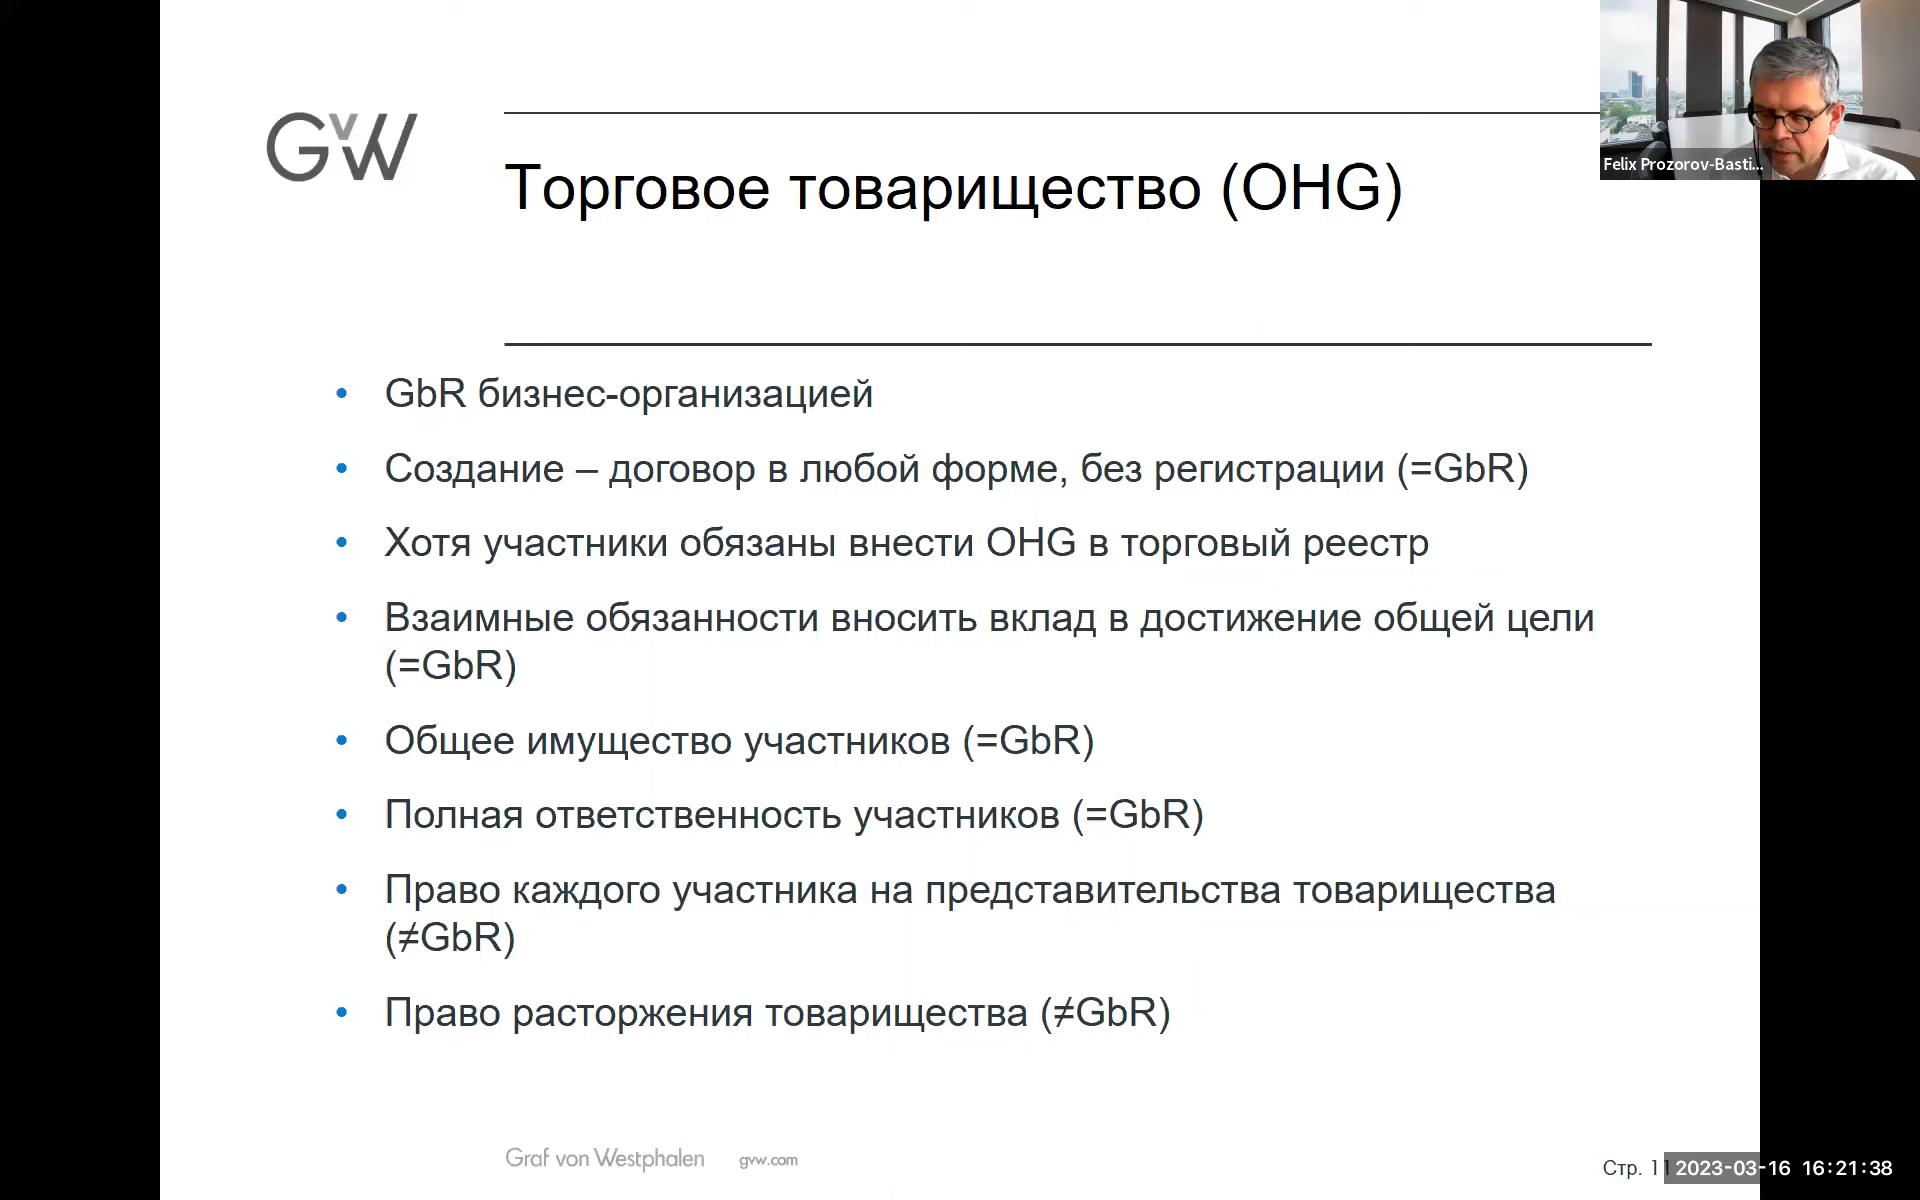 GvW
Felix Prozorov-Basti...
Торговое товарищество (OHG)
• GbR бизнес-организацией
• Создание – договор в любой форме, без регистрации (=GbR)
• Хотя участники обязаны внести OHG в торговый реестр
• Взаимные обязанности вносить вклад в достижение общей цели
(=GbR)
• Общее имущество участников (=GbR)
• Полная ответственность участников (=GbR)
• Право каждого участника на представительства товарищества
(≠GbR)
• Право расторжения товарищества (≠GbR)
Graf von Westphalen gvw.com
Стр. 11
2023-03-16 16:21:38